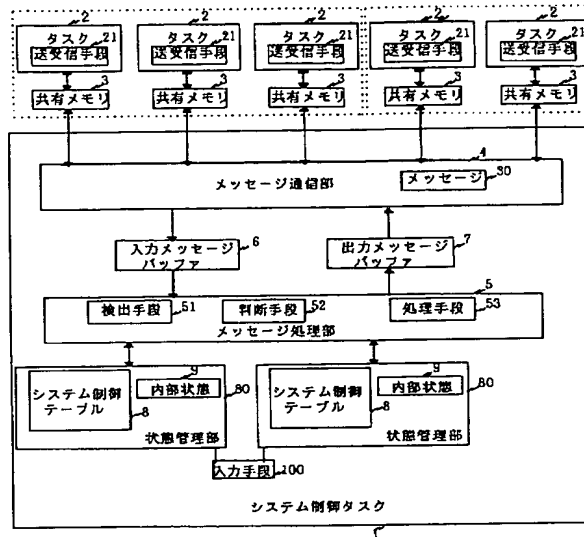 2 2 2 2 2
タスク 21 タスク 21 タスク 21 タスク 21 タスク 21
送受信手段 送受信手段 送受信手段 送受信手段 送受信手段
3 3 3 3 3
共有メモリ 共有メモリ 共有メモリ 共有メモリ 共有メモリ
4
メッセージ通信部 メッセージ 30
入力メッセージ 6 出力メッセージ 7
バッファ バッファ
5
検出手段 51 判断手段 52 処理手段 53
メッセージ処理部
9 80 9 80
システム制御 内部状態 システム制御 内部状態
テーブル 8 テーブル 8
状態管理部 状態管理部
入力手段 100
システム制御タスク